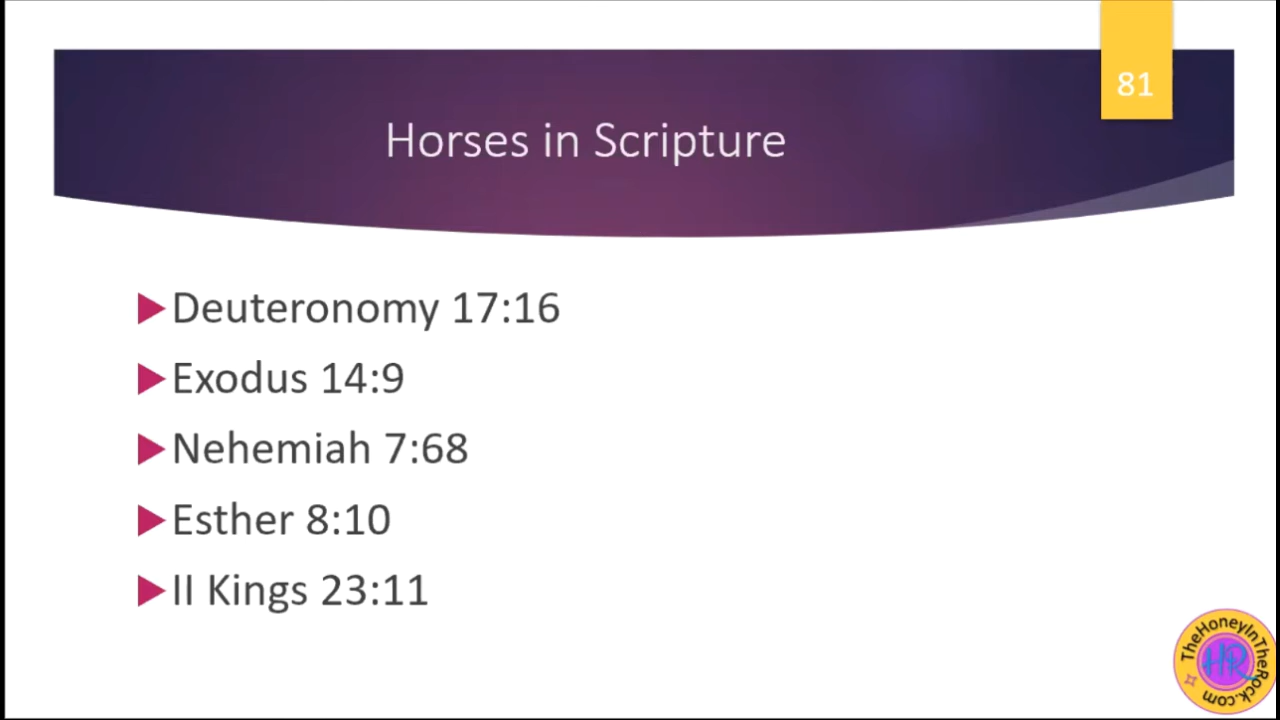 81
Horses in Scripture
Deuteronomy 17:16
Exodus 14:9
Nehemiah 7:68
Esther 8:10
II Kings 23:11
TheHoneyInTheRock.com
HR